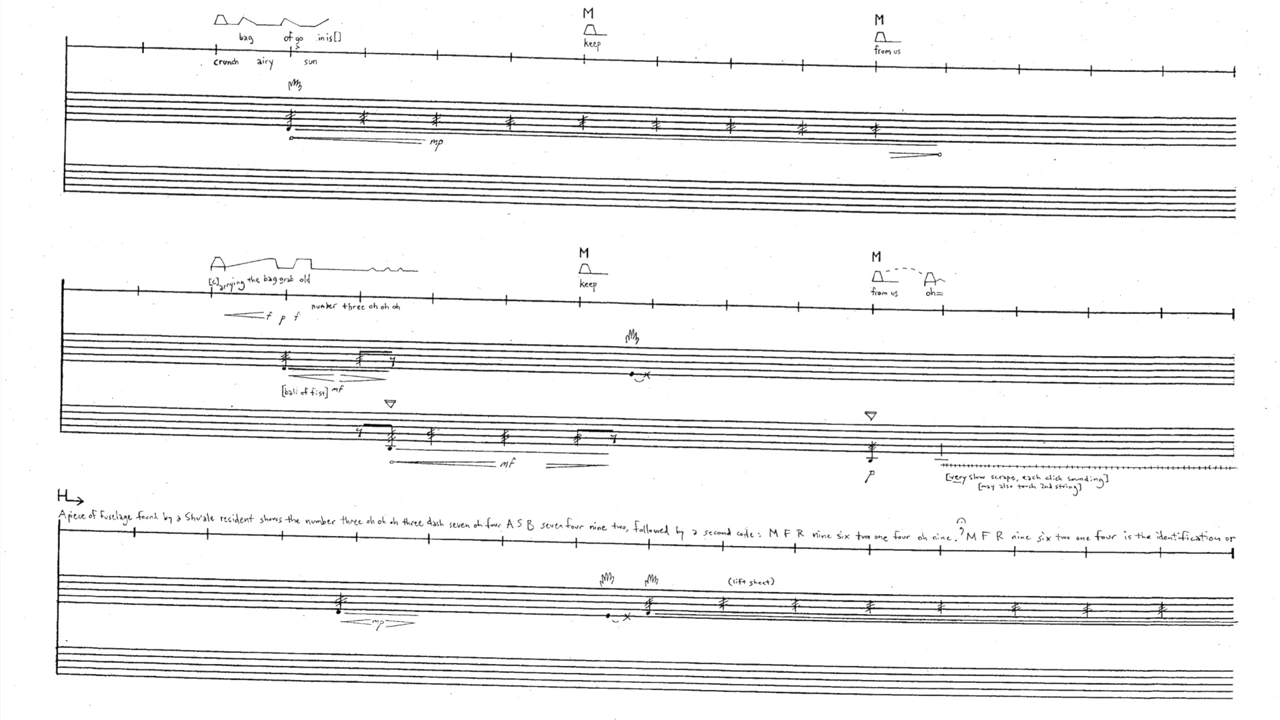 M M
bag of go in is[]
s
keep
from us
crunch airy sun
mp
M M
[c]arrying the bag grab old
keep
from us oh=
number three oh oh oh
f p f
[ball of fist] mf
mf
p
[very slow scrape, each click sounding]
[may also touch 2nd string]
H
A piece of fuselage found by a Shu'ale resident shows the number three oh oh oh three dash seven oh four A S B seven four nine two, followed by a second code: M F R nine six two one four oh nine. M F R nine six two one four is the identification or
(lift sheet)
mp